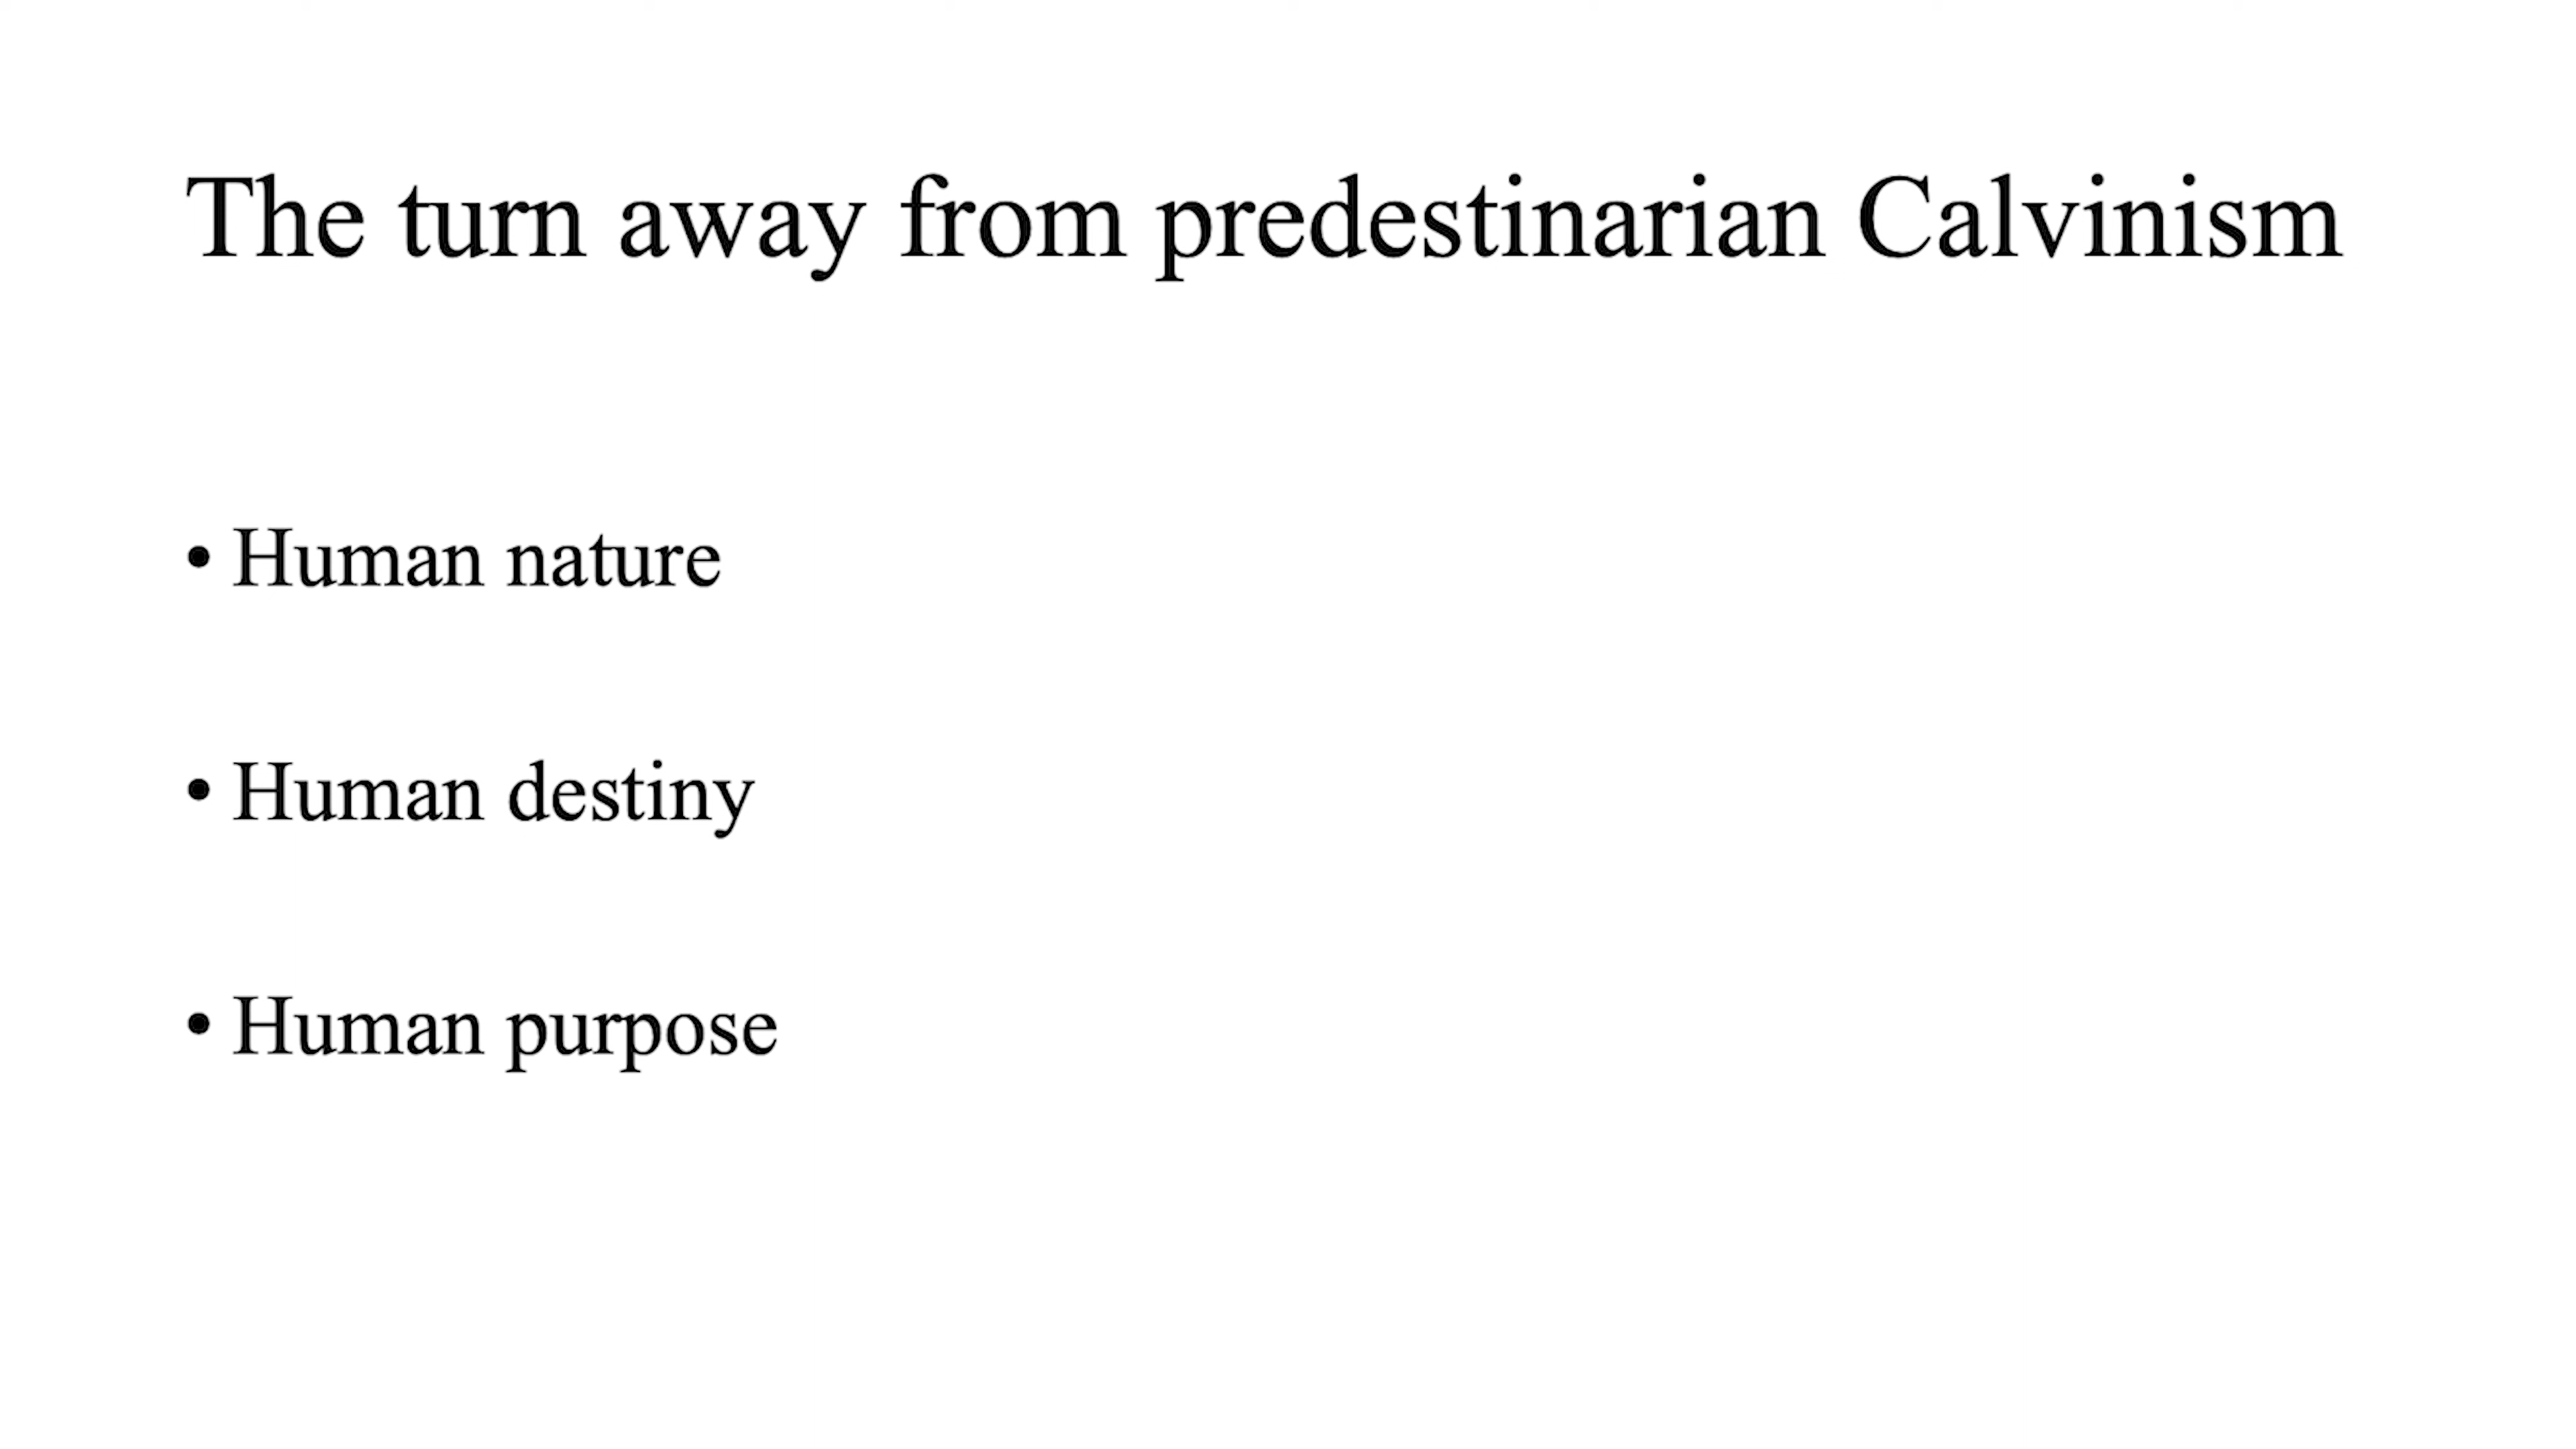 The turn away from predestinarian Calvinism
• Human nature
• Human destiny
• Human purpose